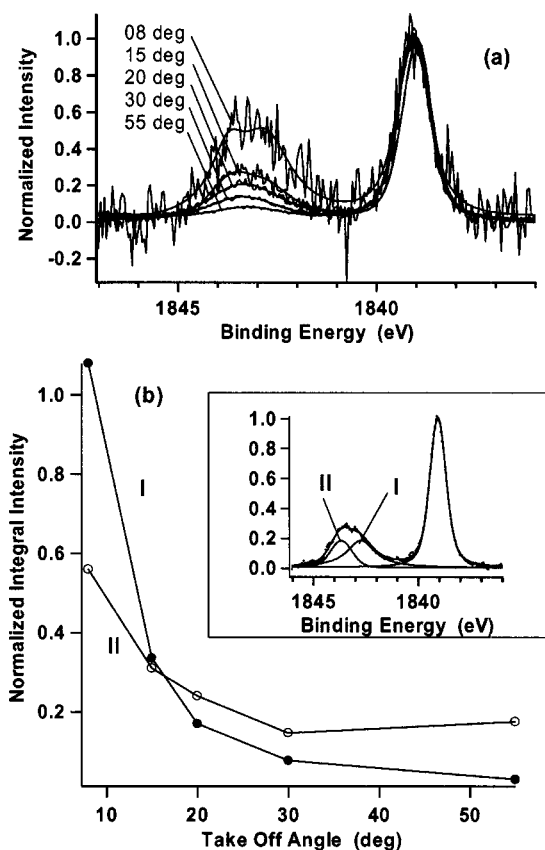 (a)
08 deg
15 deg
20 deg
30 deg
55 deg
Normalized Intensity
1.0
0.8
0.6
0.4
0.2
0.0
-0.2
1845
1840
Binding Energy (eV)
(b)
I
II
Normalized Integral Intensity
1.0
0.8
0.6
0.4
0.2
10
20
30
40
50
Take Off Angle (deg)
1.0
0.8
0.6
0.4
0.2
0.0
II
I
1845
1840
Binding Energy (eV)